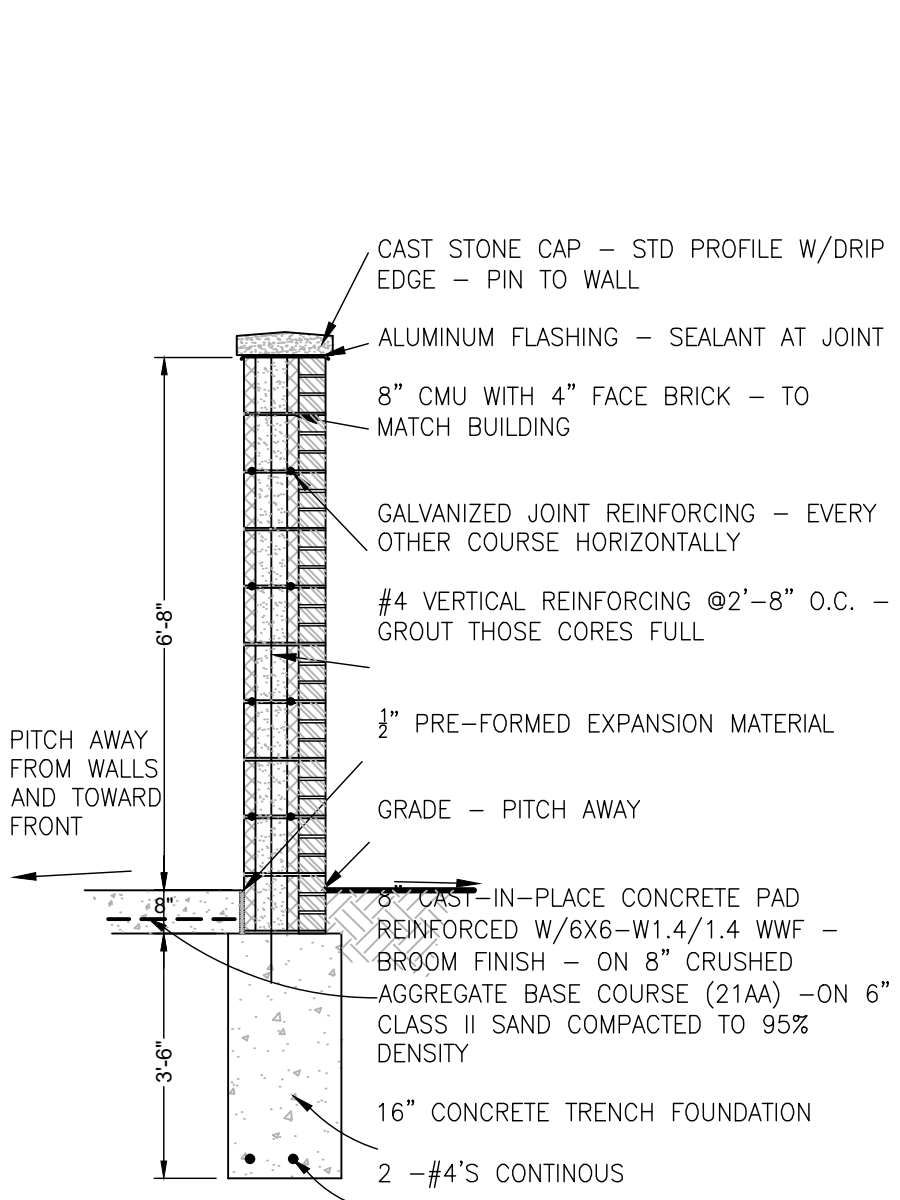 CAST STONE CAP – STD PROFILE W/DRIP
EDGE – PIN TO WALL
ALUMINUM FLASHING – SEALANT AT JOINT
8" CMU WITH 4" FACE BRICK – TO
MATCH BUILDING
GALVANIZED JOINT REINFORCING – EVERY
OTHER COURSE HORIZONTALLY
#4 VERTICAL REINFORCING @2'–8" O.C. –
GROUT THOSE CORES FULL
6'-8"
½" PRE–FORMED EXPANSION MATERIAL
PITCH AWAY
FROM WALLS
AND TOWARD
FRONT
GRADE – PITCH AWAY
8"
8"
8" CAST–IN–PLACE CONCRETE PAD
REINFORCED W/6X6–W1.4/1.4 WWF –
BROOM FINISH – ON 8" CRUSHED
AGGREGATE BASE COURSE (21AA) –ON 6"
CLASS II SAND COMPACTED TO 95%
DENSITY
3'-6"
16" CONCRETE TRENCH FOUNDATION
2 –#4'S CONTINOUS